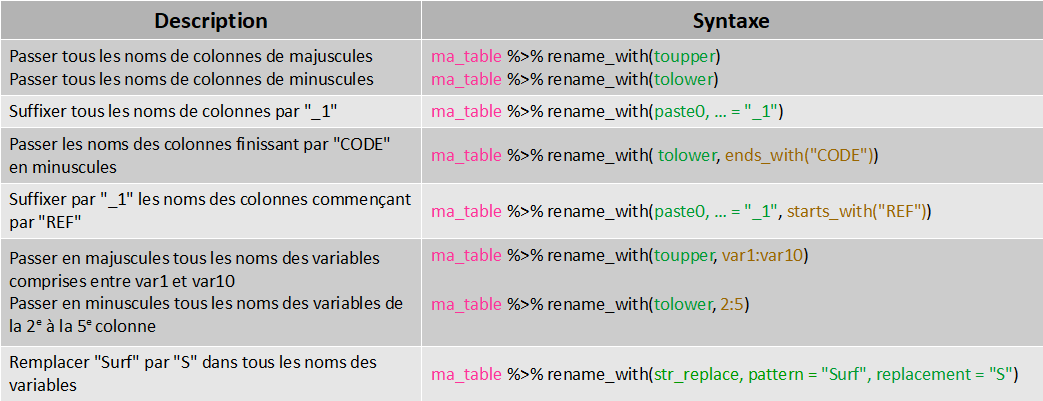 Description
Syntaxe
Passer tous les noms de colonnes de majuscules
Passer tous les noms de colonnes de minuscules
ma_table %>% rename_with(toupper)
ma_table %>% rename_with(tolower)
Suffixer tous les noms de colonnes par "_1"
ma_table %>% rename_with(paste0, ... = "_1")
Passer les noms des colonnes finissant par "CODE"
en minuscules
ma_table %>% rename_with( tolower, ends_with("CODE"))
Suffixer par "_1" les noms des colonnes commençant
par "REF"
ma_table %>% rename_with(paste0, ... = "_1", starts_with("REF"))
Passer en majuscules tous les noms des variables
comprises entre var1 et var10
Passer en minuscules tous les noms des variables de
la 2e à la 5e colonne
ma_table %>% rename_with(toupper, var1:var10)
ma_table %>% rename_with(tolower, 2:5)
Remplacer "Surf" par "S" dans tous les noms des
variables
ma_table %>% rename_with(str_replace, pattern = "Surf", replacement = "S")